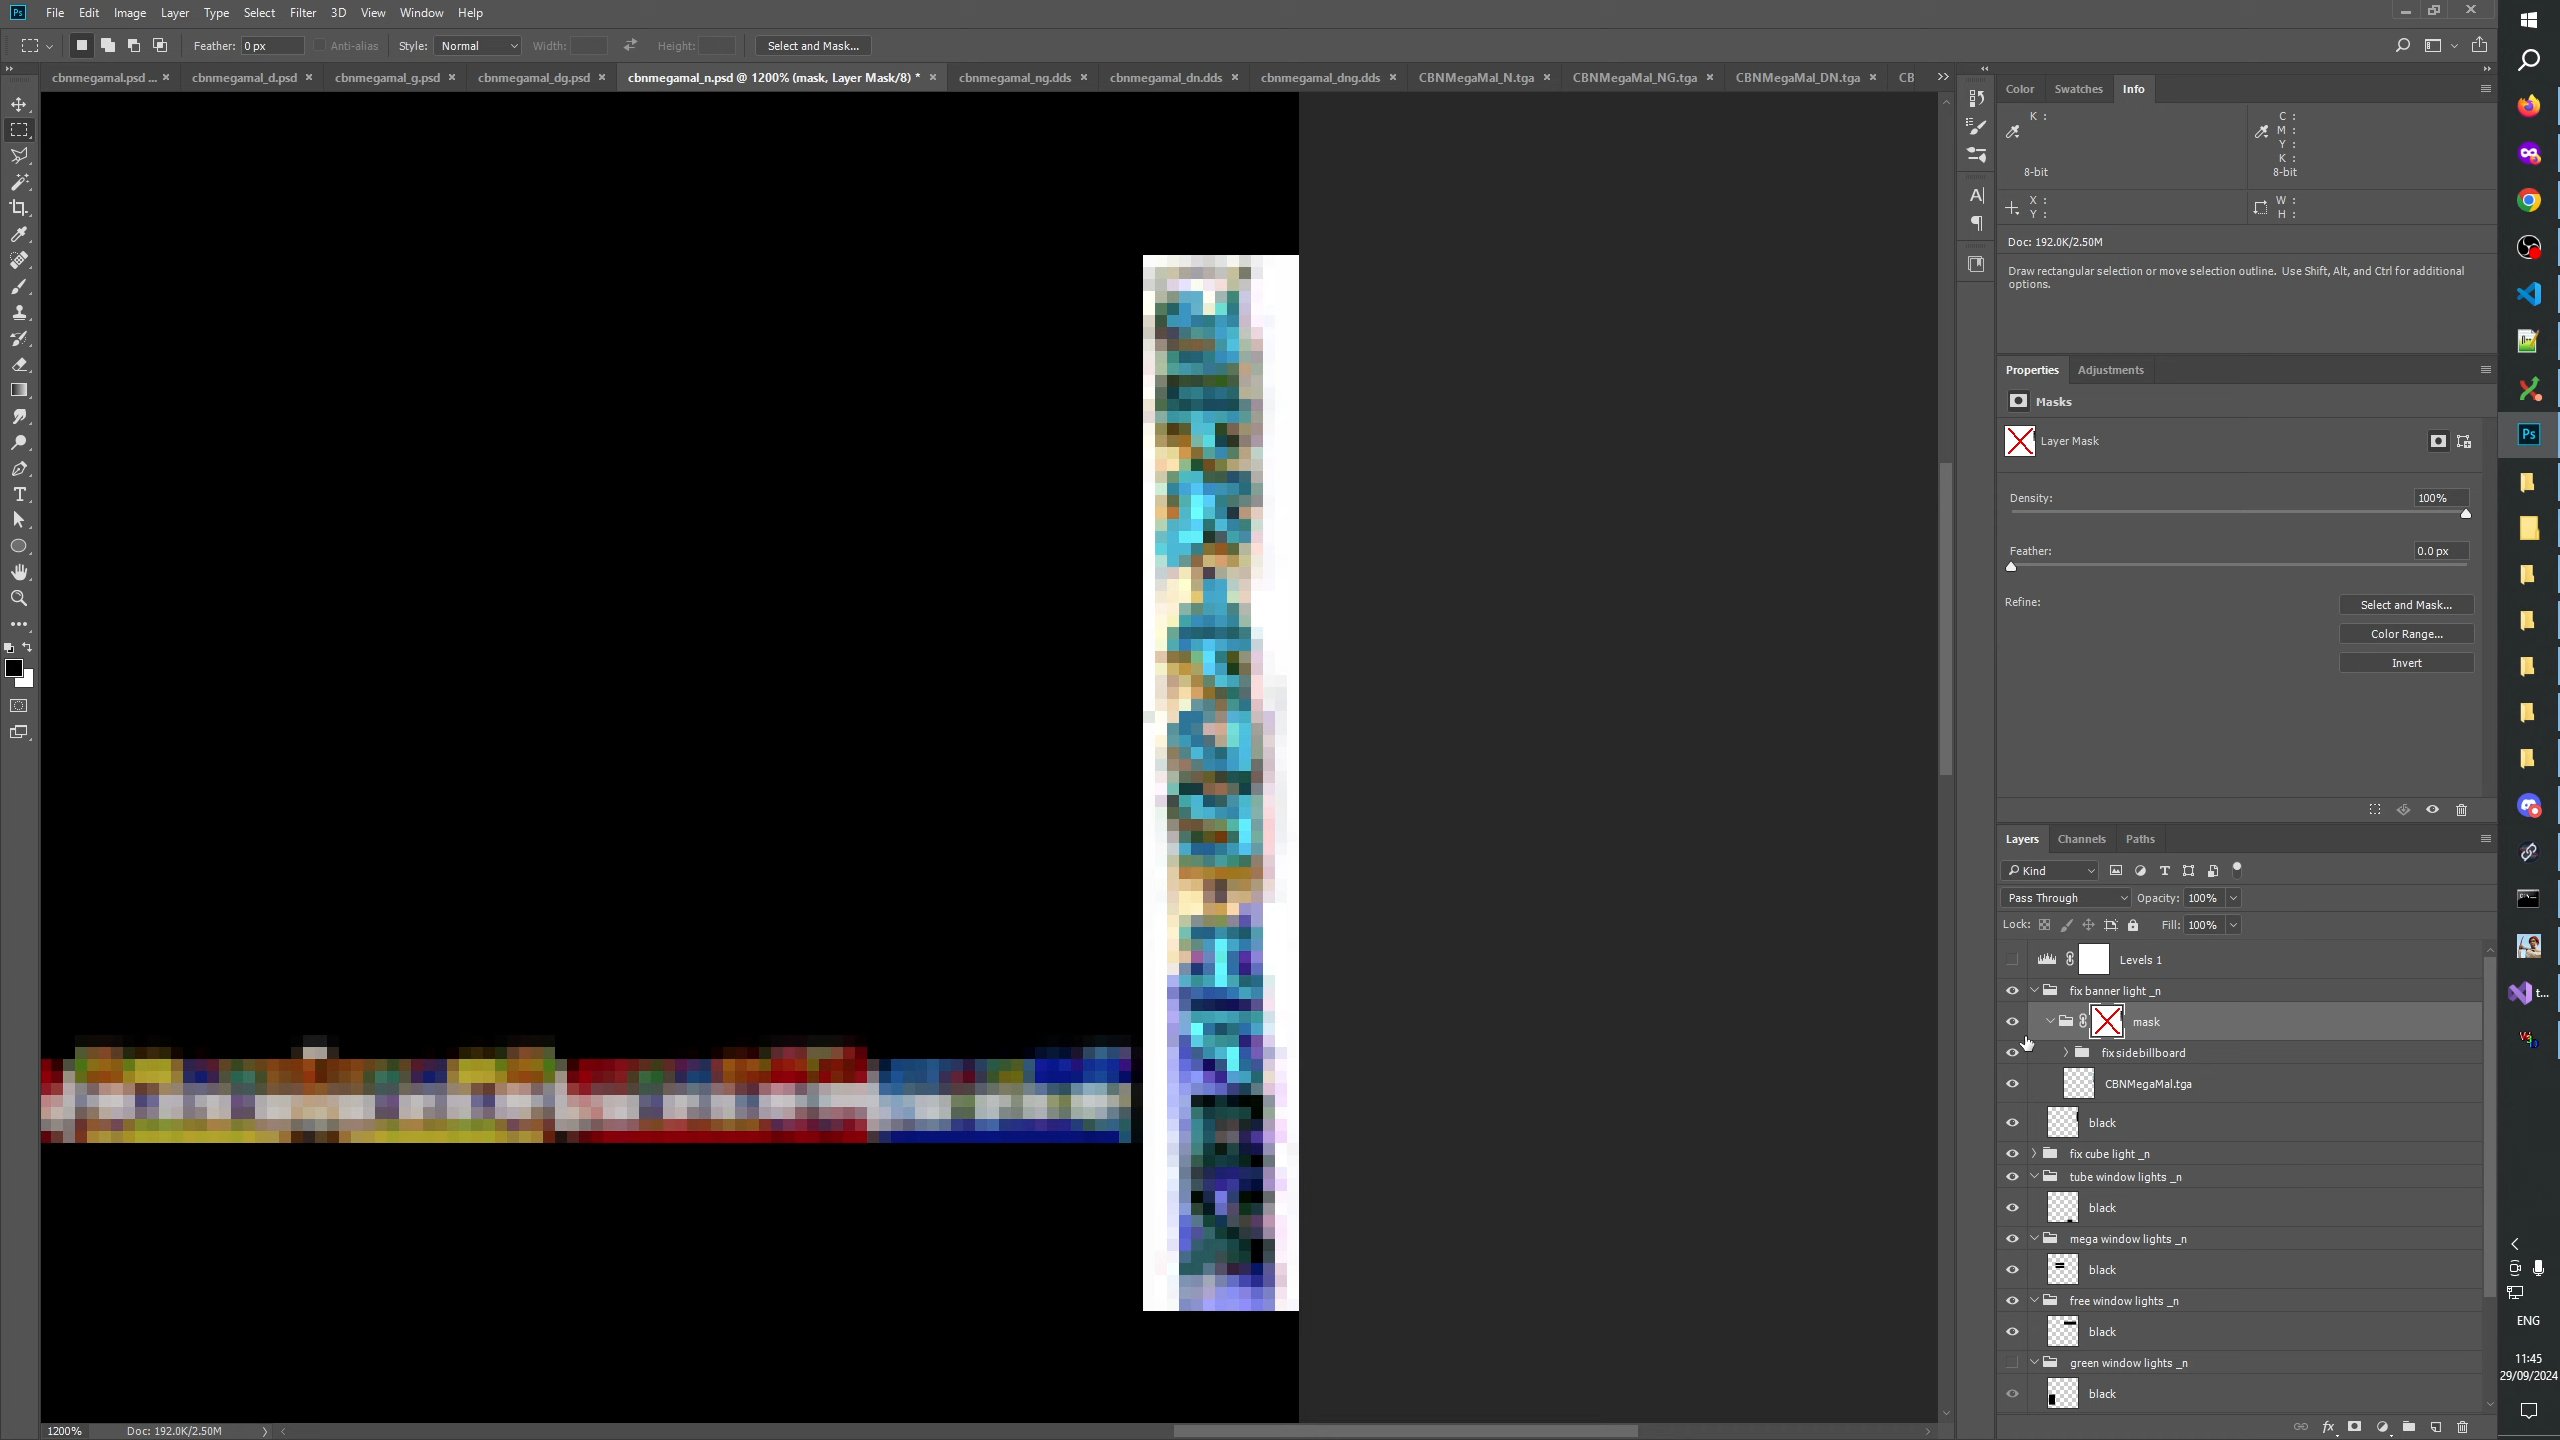 Ps File Edit Image Layer Type Select Filter 3D View Window Help
Feather: 0 px Anti-alias Style: Normal Width: Height: Select and Mask...
cbnmegamal.psd ... × cbnmegamal_d.psd × cbnmegamal_g.psd × cbnmegamal_dg.psd × cbnmegamal_n.psd @ 1200% (mask, Layer Mask/8) * × cbnmegamal_ng.dds × cbnmegamal_dn.dds × cbnmegamal_dng.dds × CBNMegaMal_N.tga × CBNMegaMal_NG.tga × CBNMegaMal_DN.tga × CB
Color Swatches Info
K :
C :
M :
Y :
K :
8-bit
8-bit
X :
Y :
W :
H :
Doc: 192.0K/2.50M
Draw rectangular selection or move selection outline. Use Shift, Alt, and Ctrl for additional
options.
Properties Adjustments
Masks
Layer Mask
Density: 100%
Feather: 0.0 px
Refine: Select and Mask...
Color Range...
Invert
Layers Channels Paths
Kind
Pass Through Opacity: 100%
Lock: Fill: 100%
Levels 1
fix banner light _n
mask
fixsidebillboard
CBNMegaMal.tga
black
fix cube light _n
tube window lights _n
black
mega window lights _n
black
free window lights _n
black
green window lights _n
black
fx
1200% Doc: 192.0K/2.50M
Ps
t...
ENG
11:45
29/09/2024